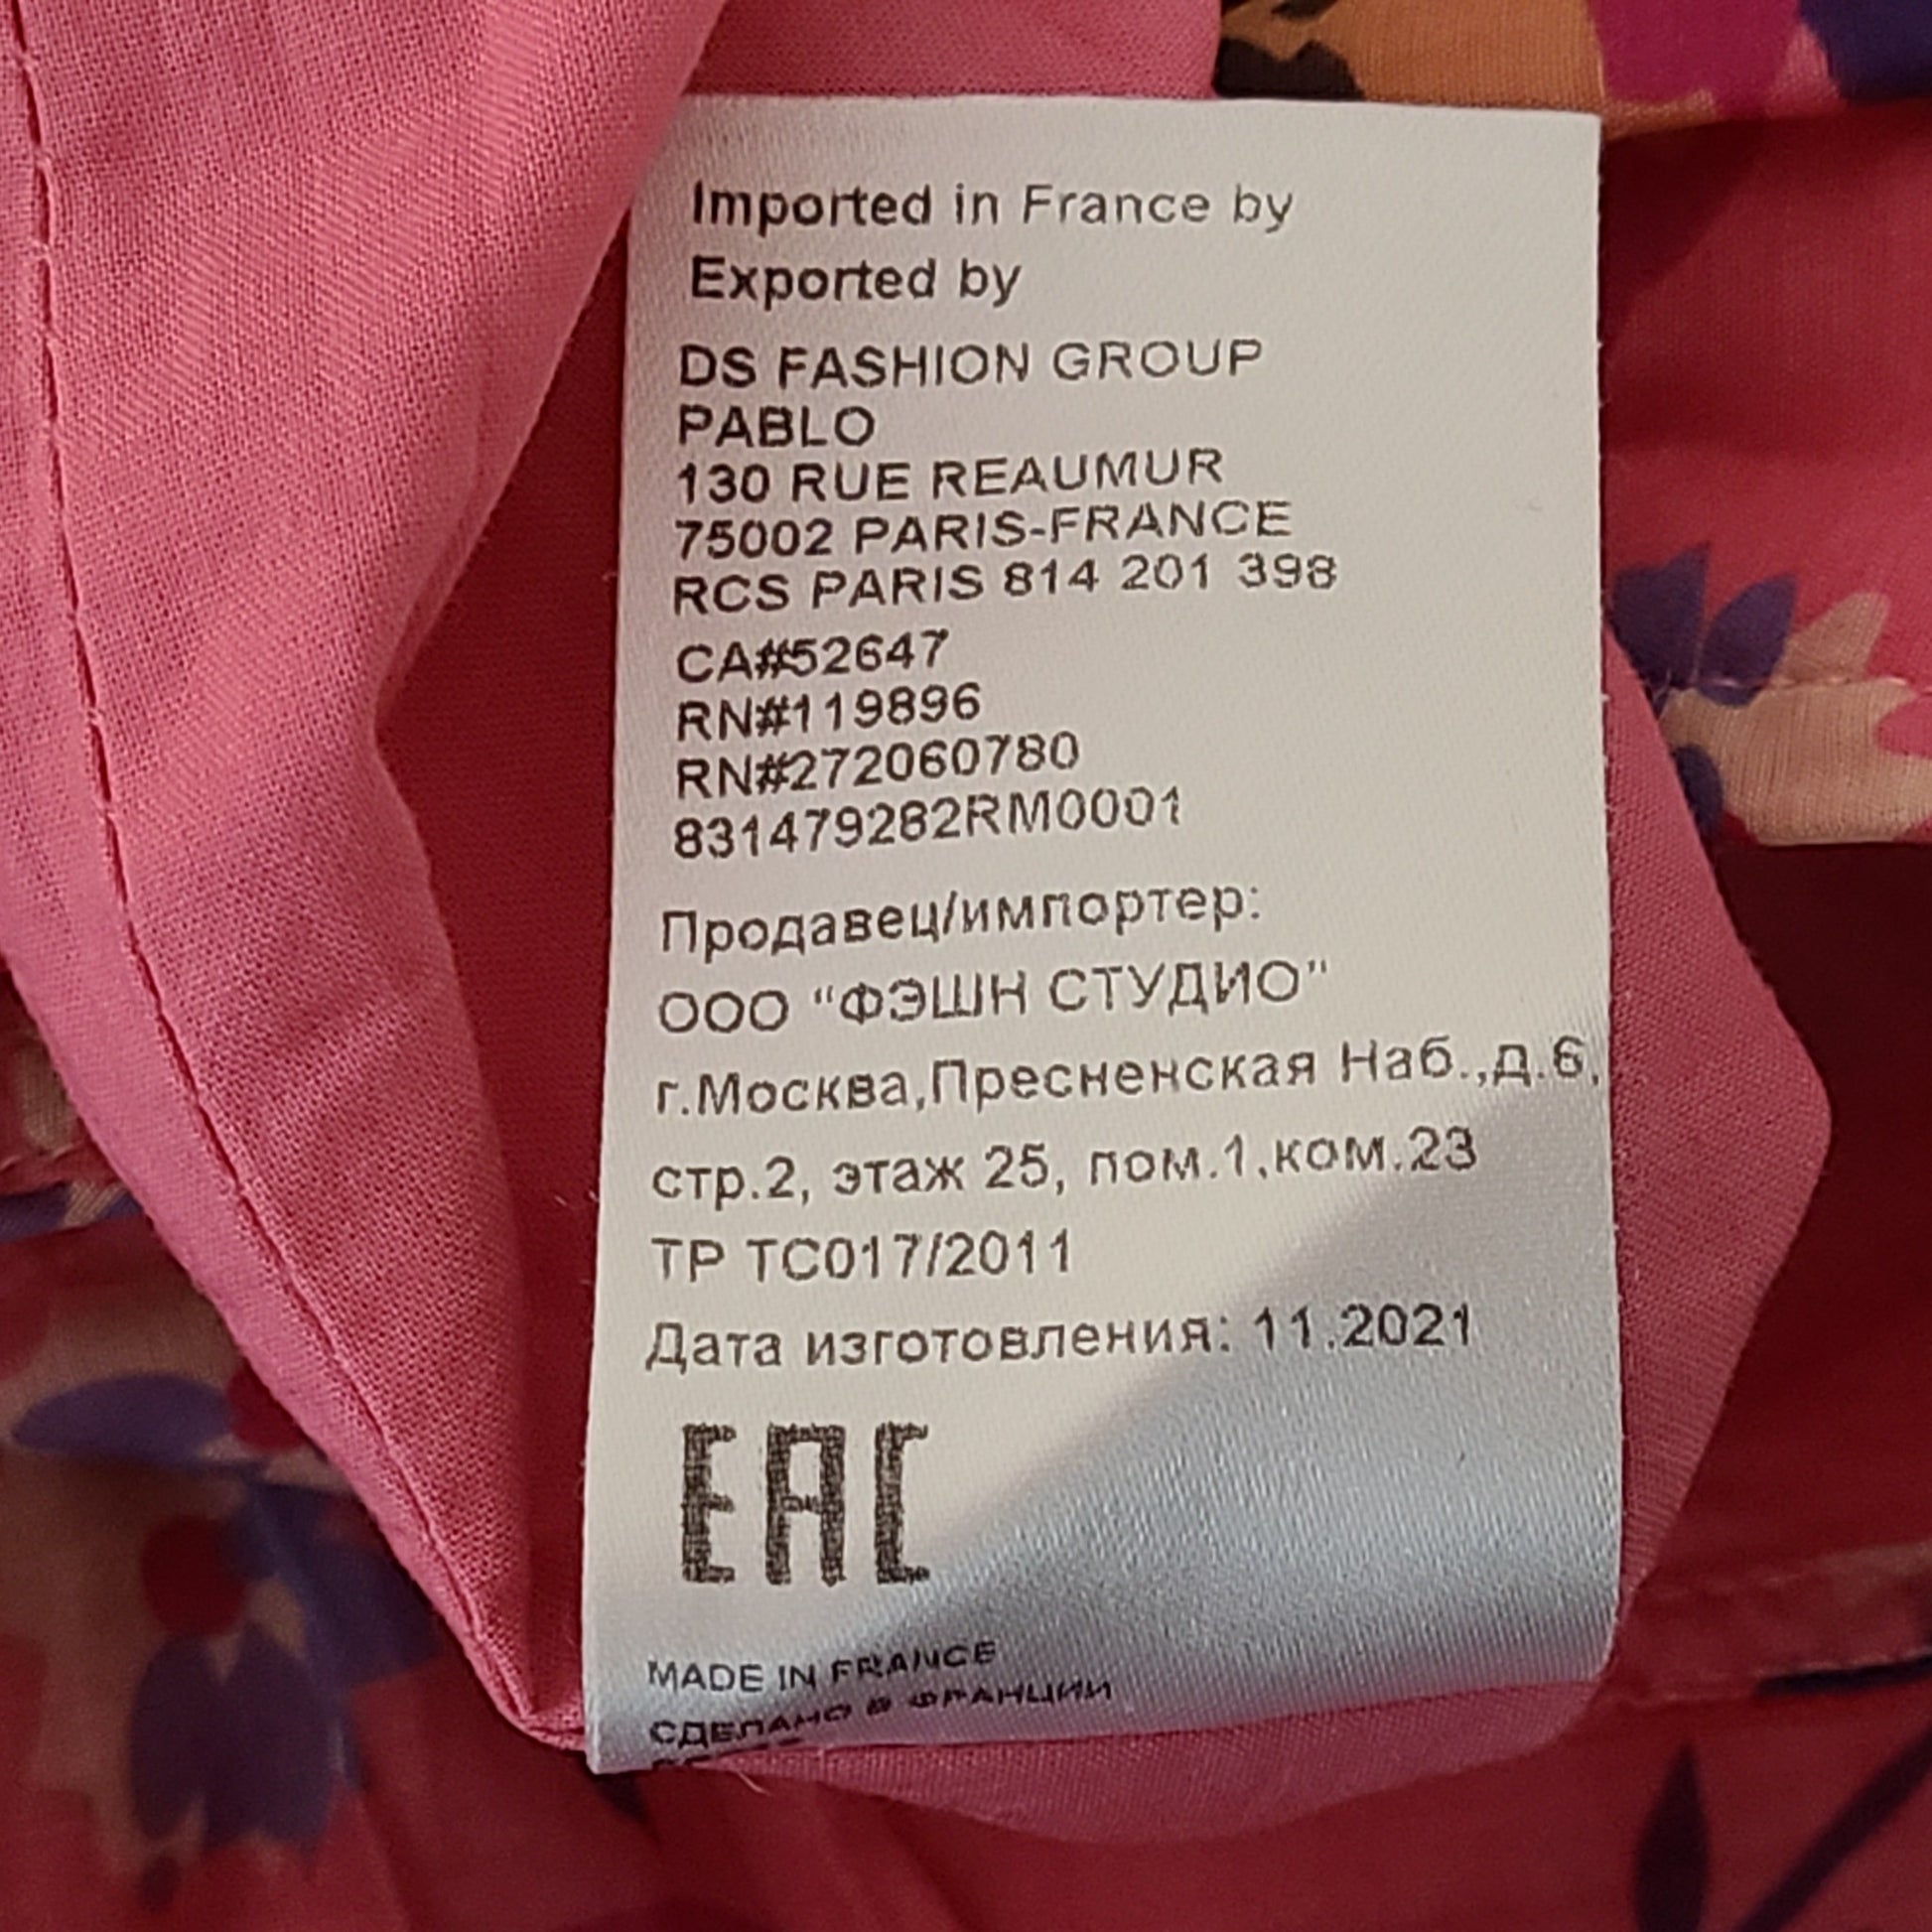 Imported in France by
Exported by
DS FASHION GROUP
PABLO
130 RUE REAUMUR
75002 PARIS-FRANCE
RCS PARIS 814 201 398
CA#52647
RN#119896
RN#272060780
831479282RM0001
Продавец/импортер:
ООО "ФЭШН СТУДИО"
г.Москва,Пресненская Наб.,д.6,
стр.2, этаж 25, пом.1,ком.23
ТР ТС017/2011
Дата изготовления: 11.2021
EAC
MADE IN FRANCE
СДЕЛАНО В ФРАНЦИИ